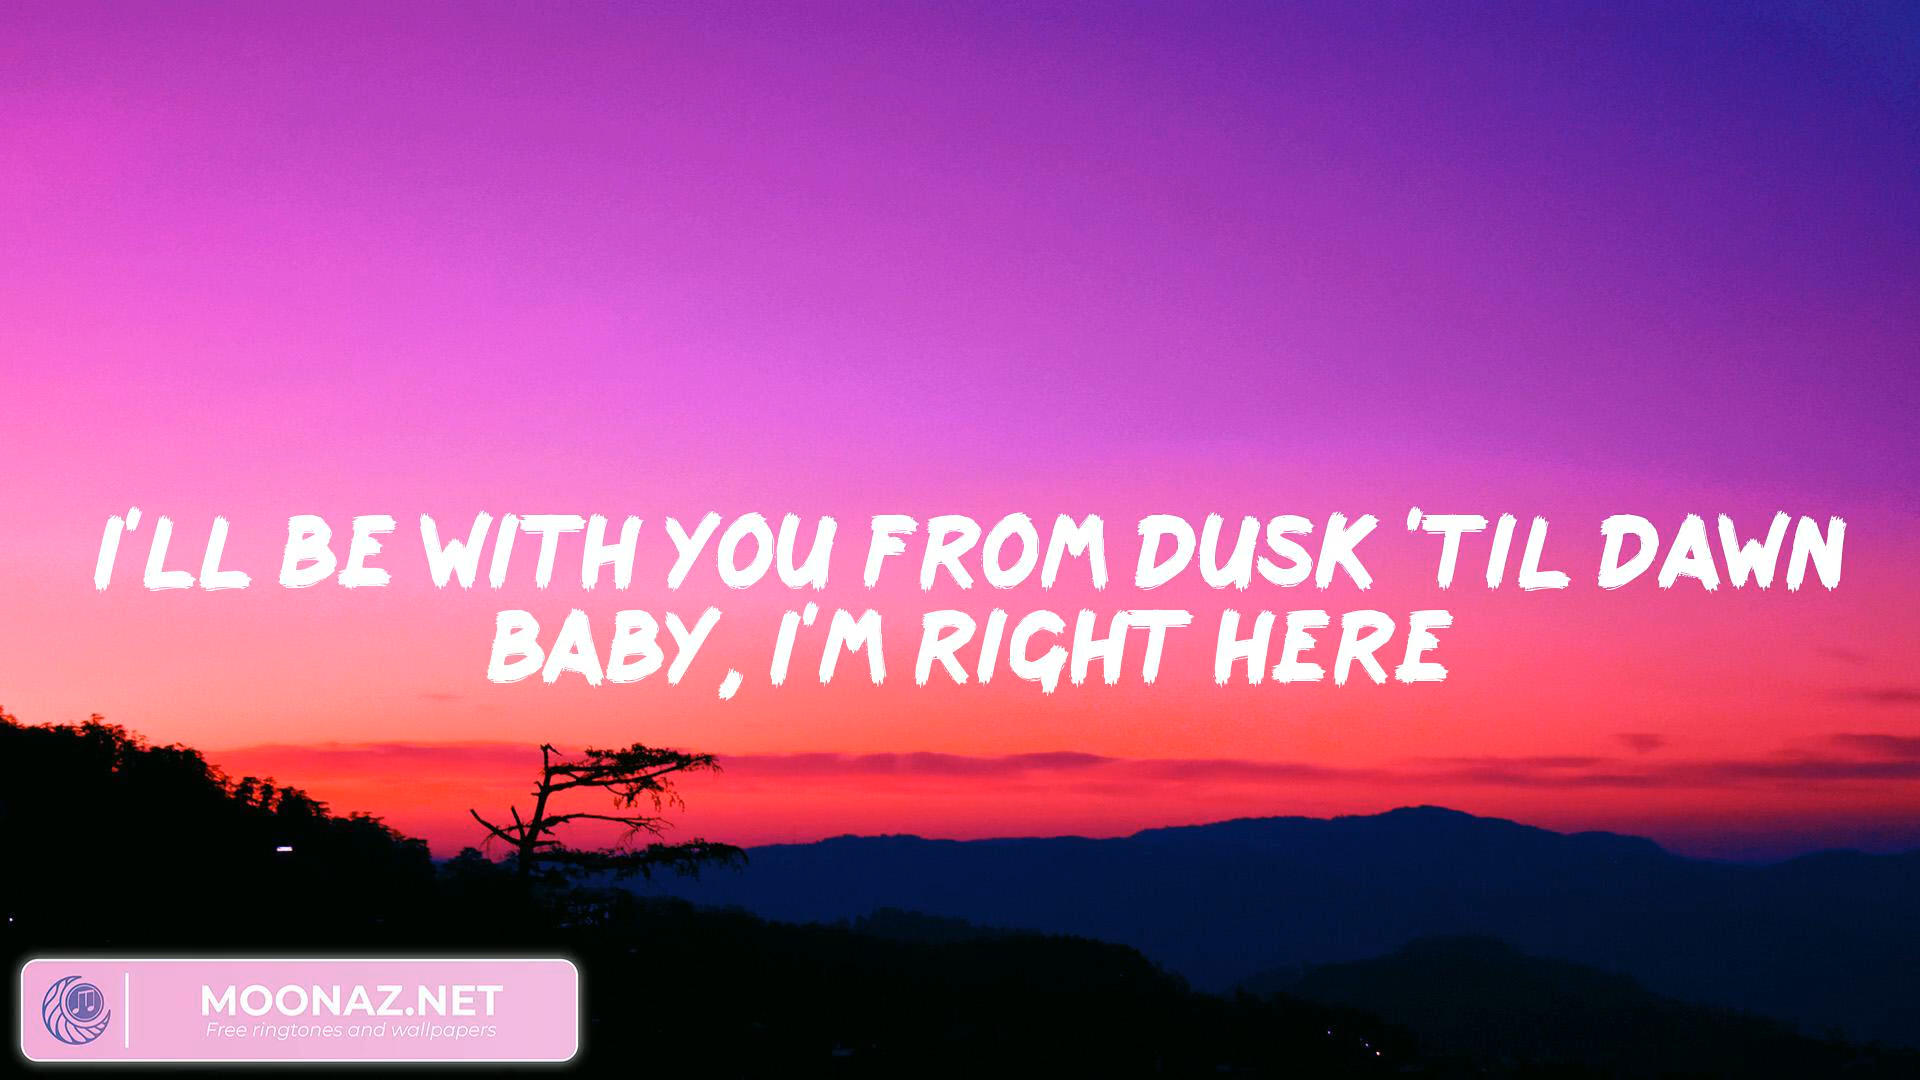 I'LL BE WITH YOU FROM DUSK 'TIL DAWN
BABY, I'M RIGHT HERE
MOONAZ.NET
Free ringtones and wallpapers